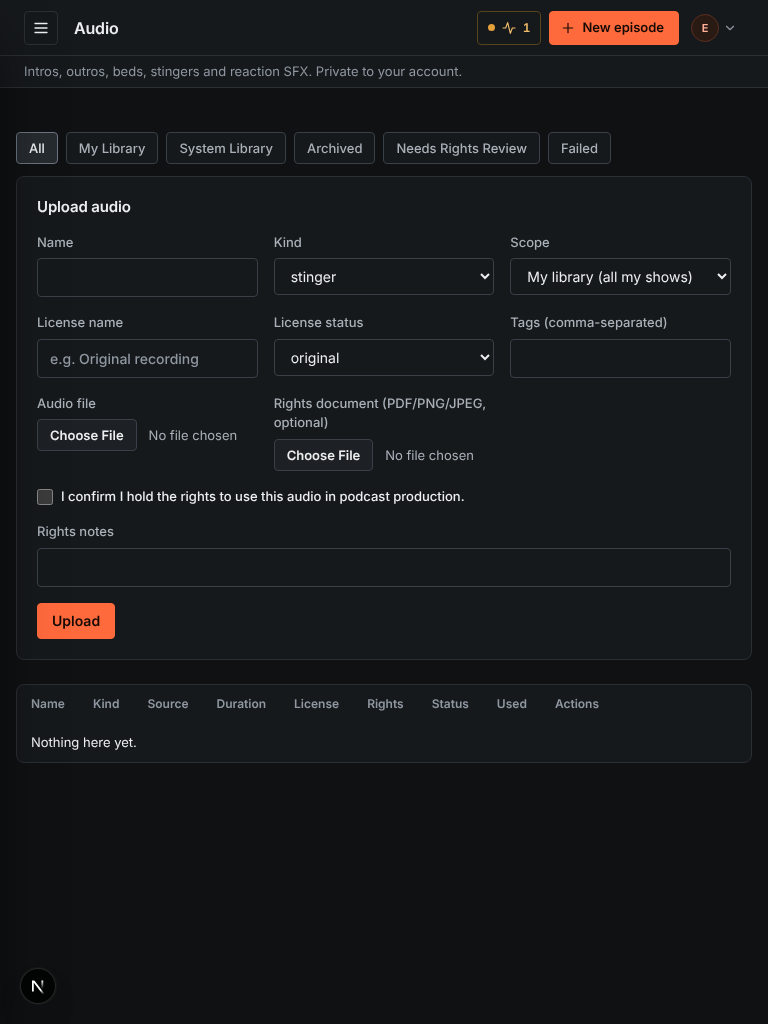 Audio
1
+ New episode
E
Intros, outros, beds, stingers and reaction SFX. Private to your account.
All
My Library
System Library
Archived
Needs Rights Review
Failed
Upload audio
Name
Kind
Scope
stinger
My library (all my shows)
License name
License status
Tags (comma-separated)
e.g. Original recording
original
Audio file
Rights document (PDF/PNG/JPEG,
optional)
Choose File No file chosen
Choose File No file chosen
I confirm I hold the rights to use this audio in podcast production.
Rights notes
Upload
Name Kind Source Duration License Rights Status Used Actions
Nothing here yet.
N